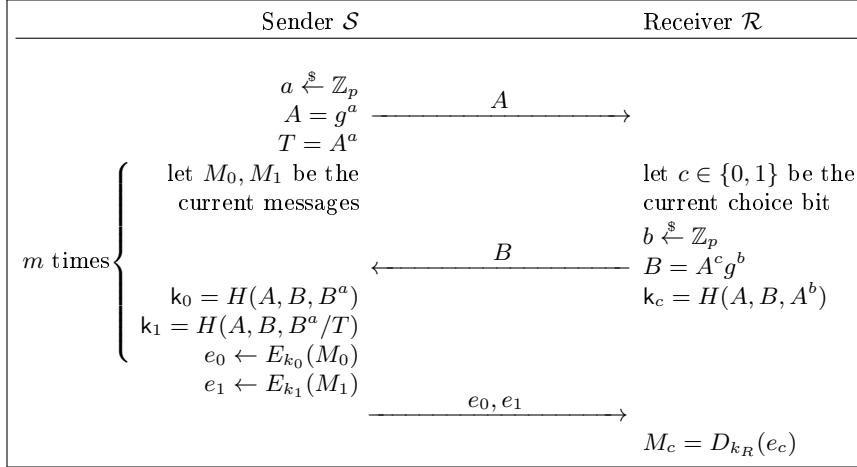 Sender 𝒮 Receiver ℛ
a ←$ ℤ_p
A = g^a A
T = A^a
let M_0, M_1 be the let c ∈ {0, 1} be the
current messages current choice bit
b ←$ ℤ_p
m times { B B = A^c g^b
k_0 = H(A, B, B^a) k_c = H(A, B, A^b)
k_1 = H(A, B, B^a/T)
e_0 ← E_{k_0}(M_0)
e_1 ← E_{k_1}(M_1)
e_0, e_1
M_c = D_{k_R}(e_c)